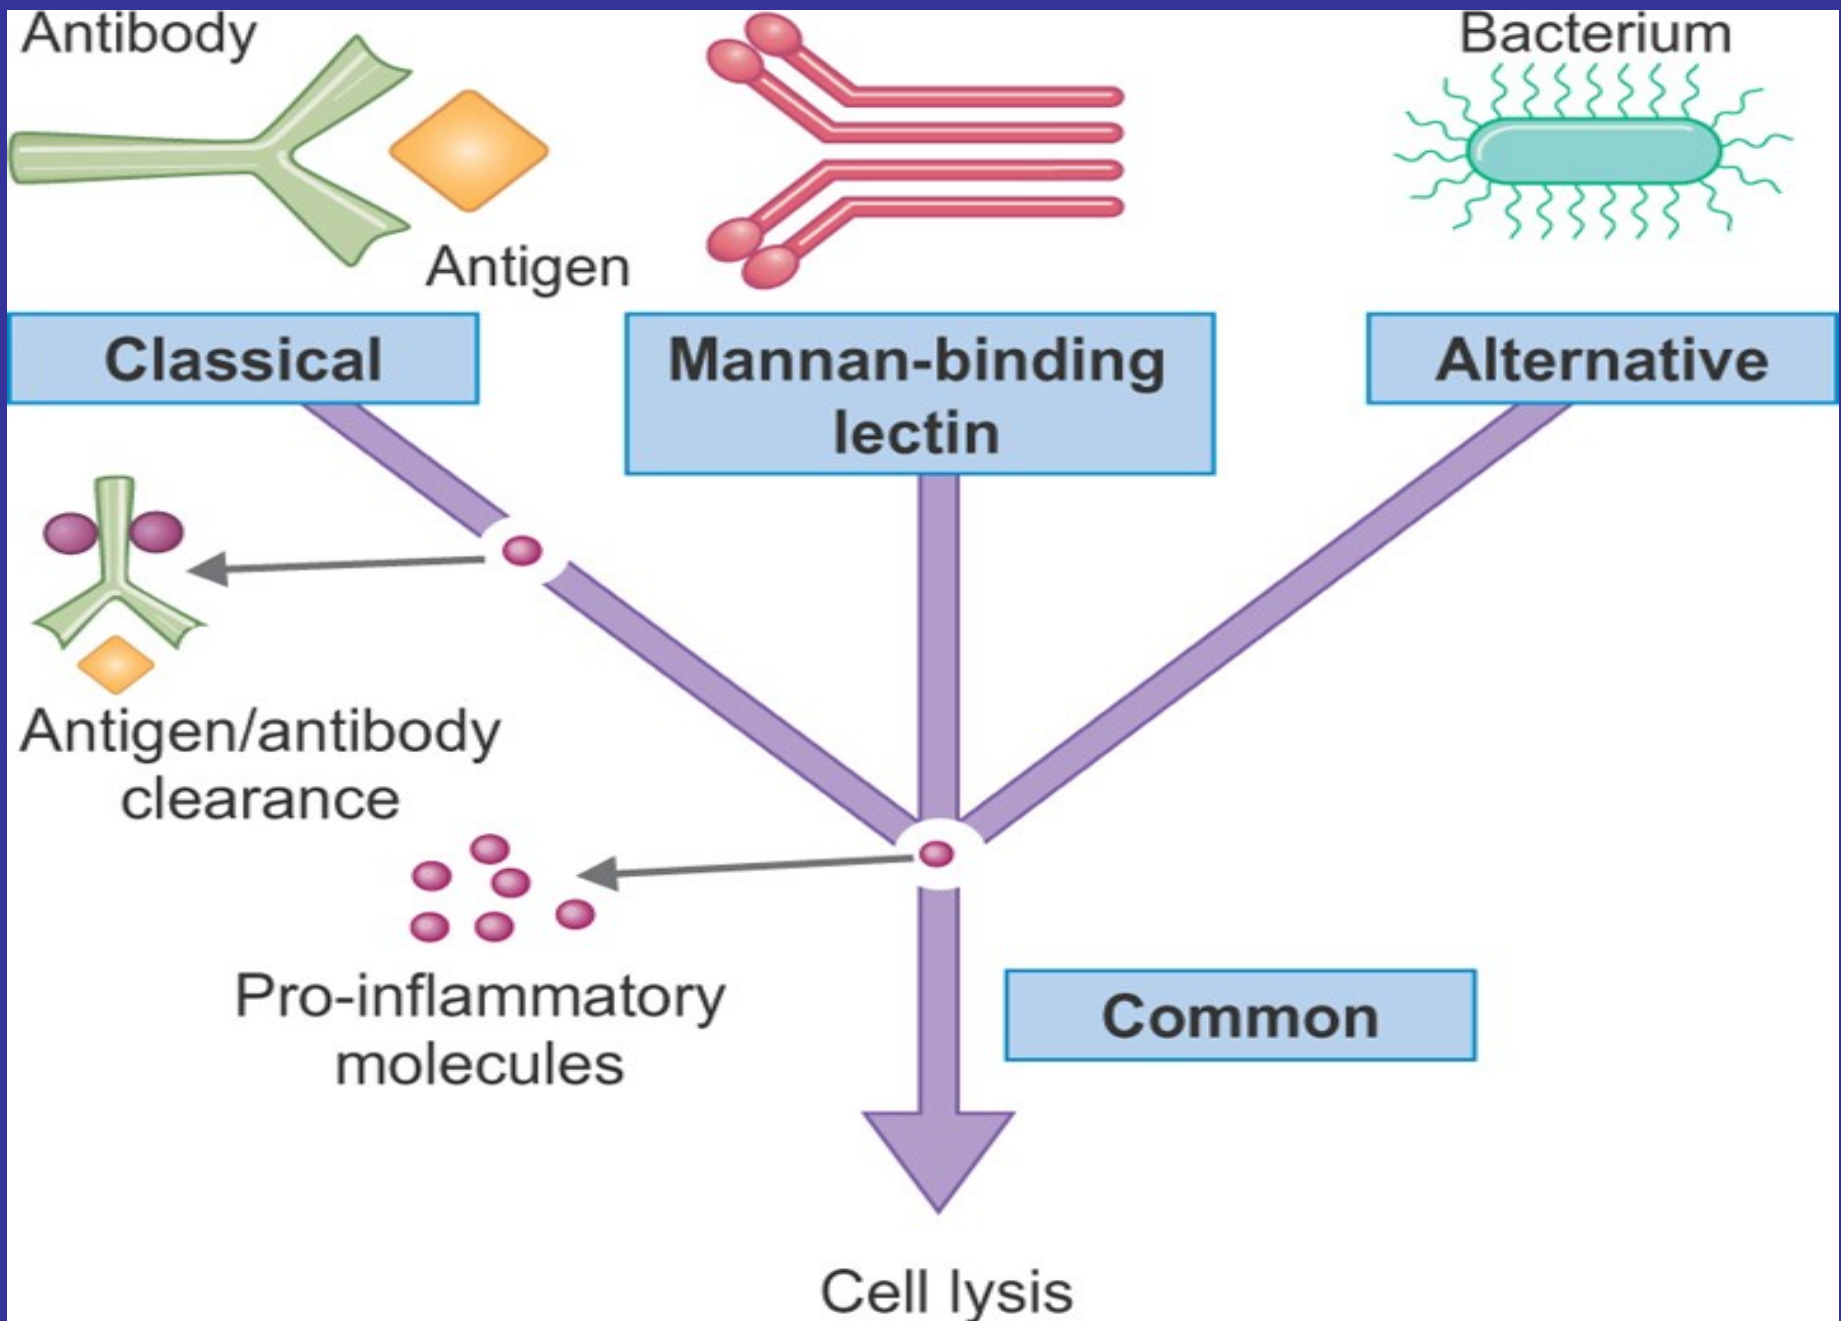 Antibody
Bacterium
Antigen
Classical
Mannan-binding
lectin
Alternative
Antigen/antibody
clearance
Pro-inflammatory
molecules
Common
Cell lysis